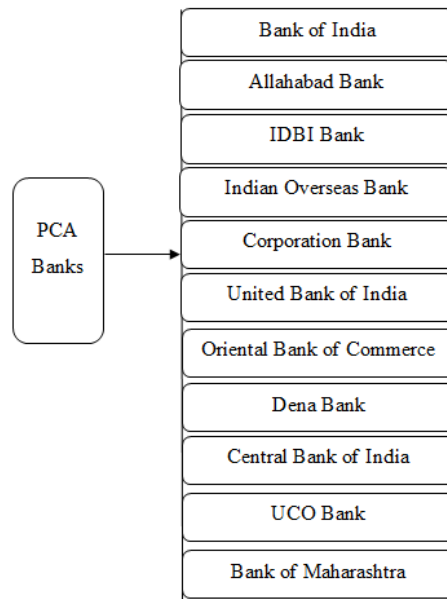 PCA
Banks
Bank of India
Allahabad Bank
IDBI Bank
Indian Overseas Bank
Corporation Bank
United Bank of India
Oriental Bank of Commerce
Dena Bank
Central Bank of India
UCO Bank
Bank of Maharashtra